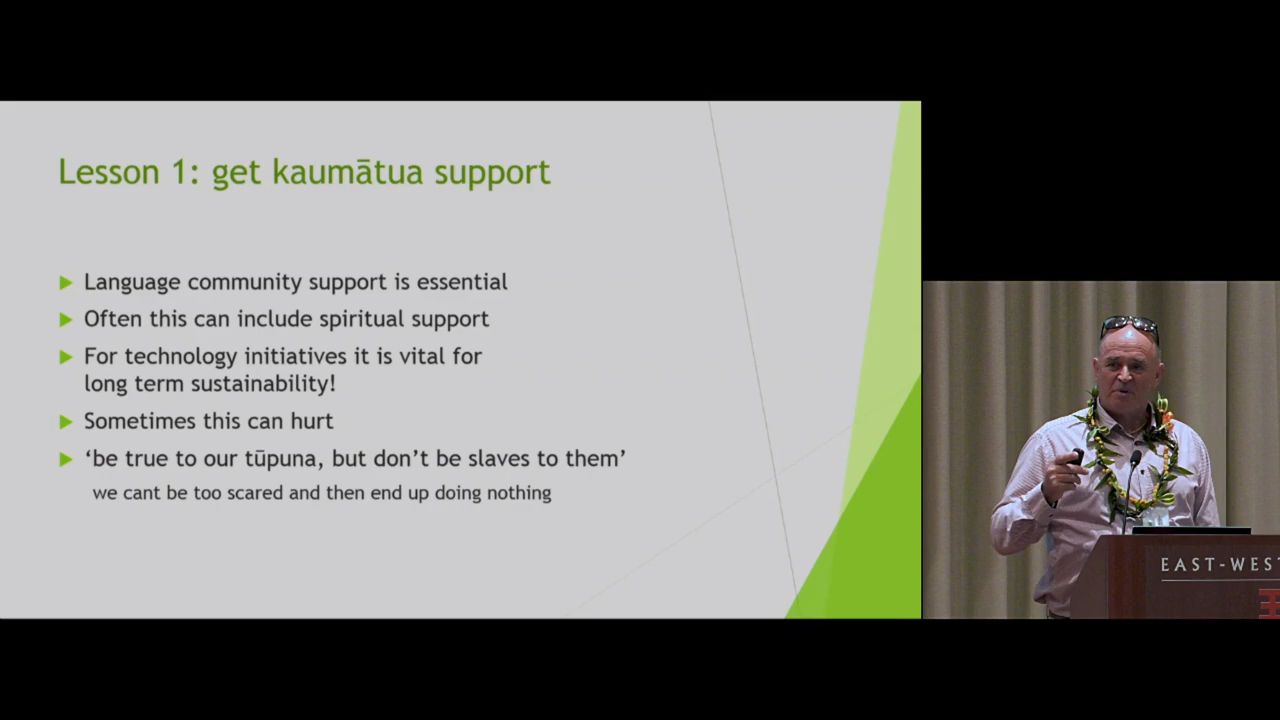 Lesson 1: get kaumātua support
Language community support is essential
Often this can include spiritual support
For technology initiatives it is vital for
long term sustainability!
Sometimes this can hurt
‘be true to our tūpuna, but don’t be slaves to them’
we cant be too scared and then end up doing nothing
EAST-WES